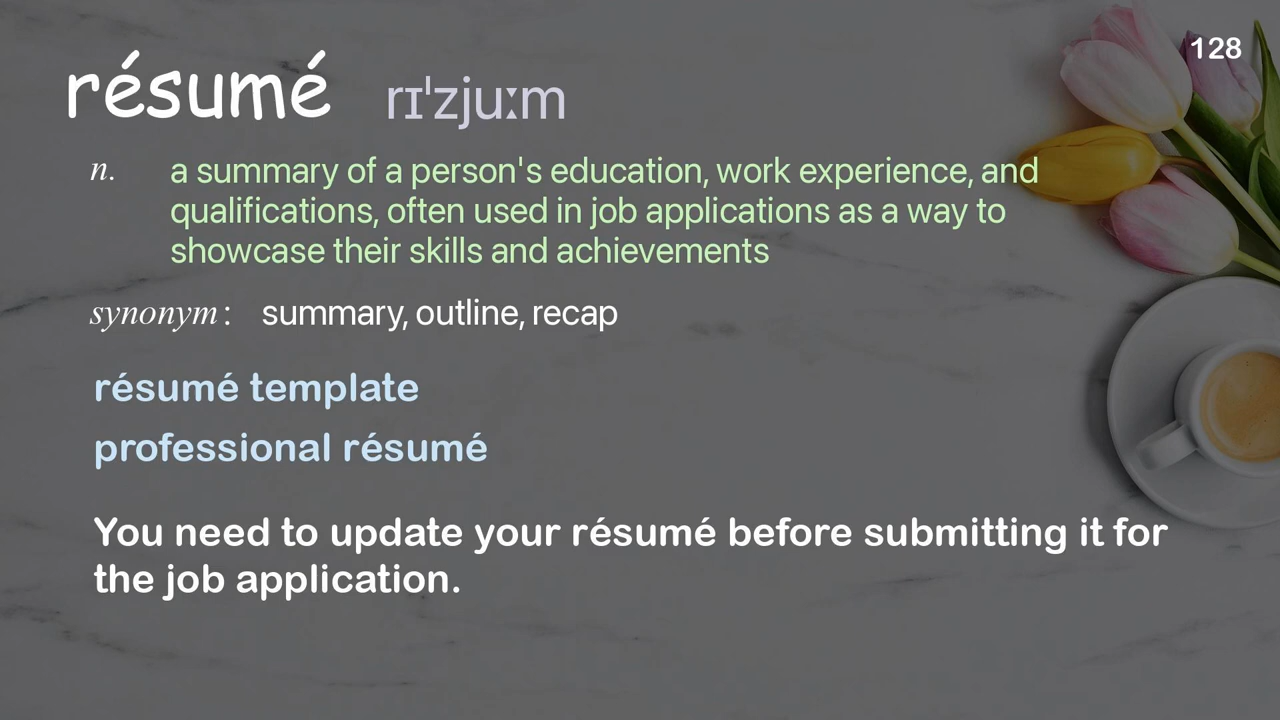 128
résumé rɪˈzjuːm
n. a summary of a person's education, work experience, and
qualifications, often used in job applications as a way to
showcase their skills and achievements
synonym: summary, outline, recap
résumé template
professional résumé
You need to update your résumé before submitting it for
the job application.